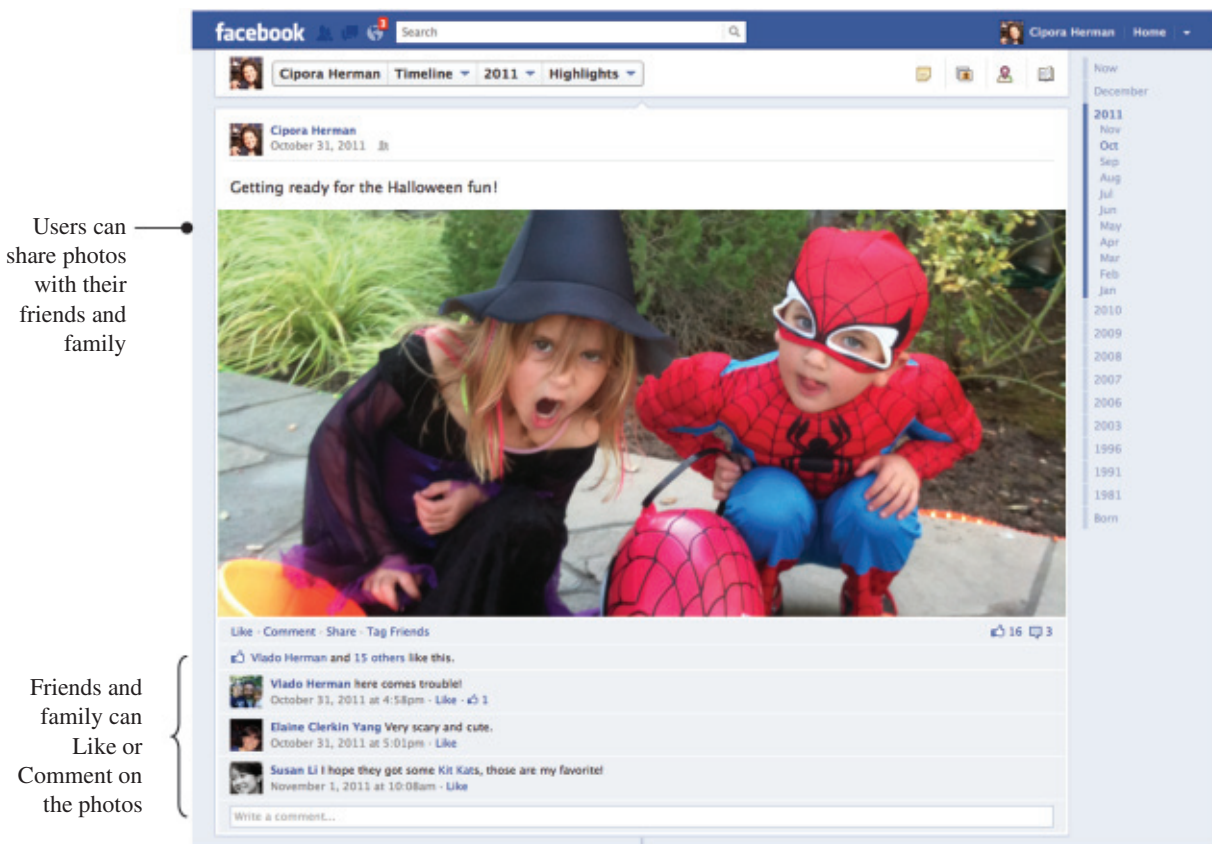 facebook
3
Search
Cipora Herman Home
Cipora Herman Timeline 2011 Highlights
Now
December
2011
Nov
Oct
Sep
Aug
Jul
Jun
May
Apr
Mar
Feb
Jan
2010
2009
2008
2007
2006
2003
1996
1991
1981
Born
Cipora Herman
October 31, 2011
Getting ready for the Halloween fun!
Users can
share photos
with their
friends and
family
Like · Comment · Share · Tag Friends 16 3
Vlado Herman and 15 others like this.
Vlado Herman here comes trouble!
October 31, 2011 at 4:58pm · Like · 1
Elaine Clerkin Yang Very scary and cute.
October 31, 2011 at 5:01pm · Like
Susan Li I hope they got some Kit Kats, those are my favorite!
November 1, 2011 at 10:08am · Like
Write a comment...
Friends and
family can
Like or
Comment on
the photos